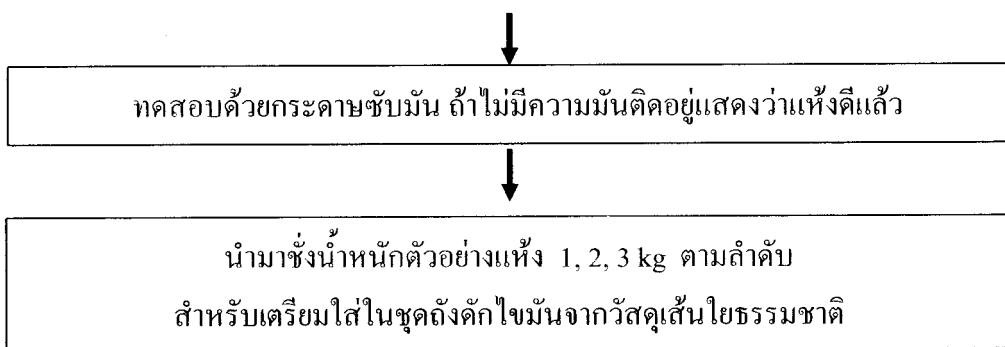 ทดสอบด้วยกระดาษซับมัน ถ้าไม่มีความมันติดอยู่แสดงว่าแห้งดีแล้ว
นำมาชั่งน้ำหนักตัวอย่างแห้ง 1, 2, 3 kg ตามลำดับ
สำหรับเตรียมใส่ในชุดถังดักไขมันจากวัสดุเส้นใยธรรมชาติ